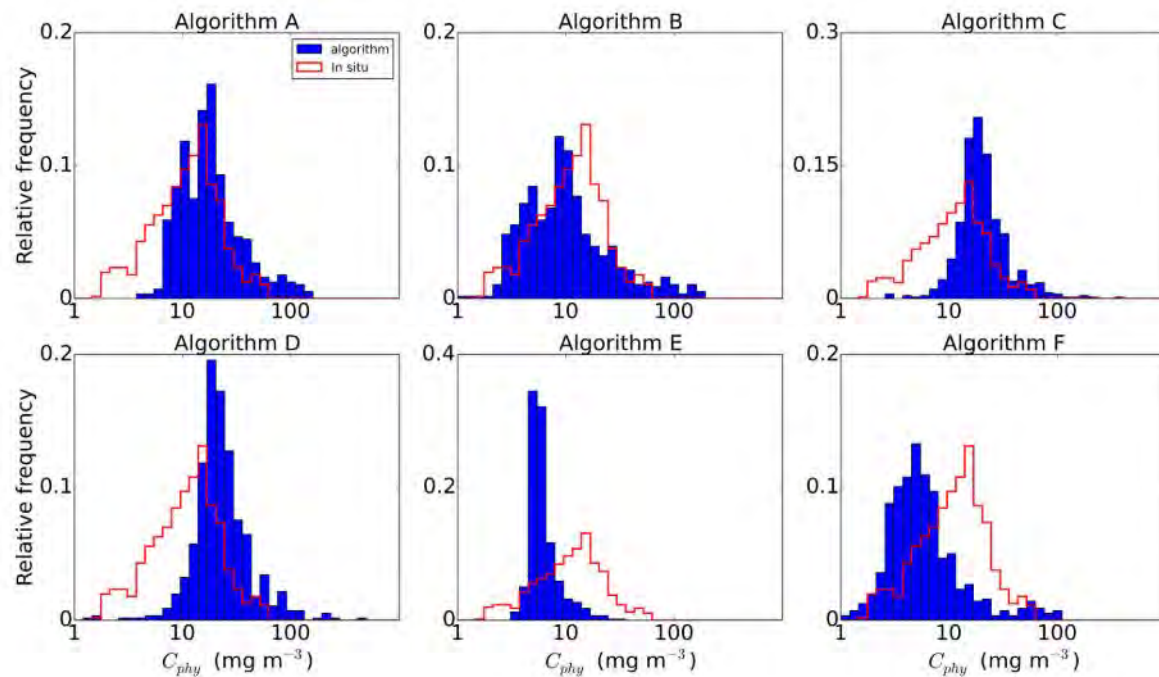 Algorithm A
Algorithm B
Algorithm C
0.2
0.1
0
Relative frequency
algorithm
In situ
1
10
100
0.2
0.1
0
1
10
100
0.3
0.15
0
1
10
100
Algorithm D
Algorithm E
Algorithm F
0.2
0.1
0
Relative frequency
1
10
100
C_phy (mg m⁻³)
0.4
0.2
0
1
10
100
C_phy (mg m⁻³)
0.2
0.1
0
1
10
100
C_phy (mg m⁻³)